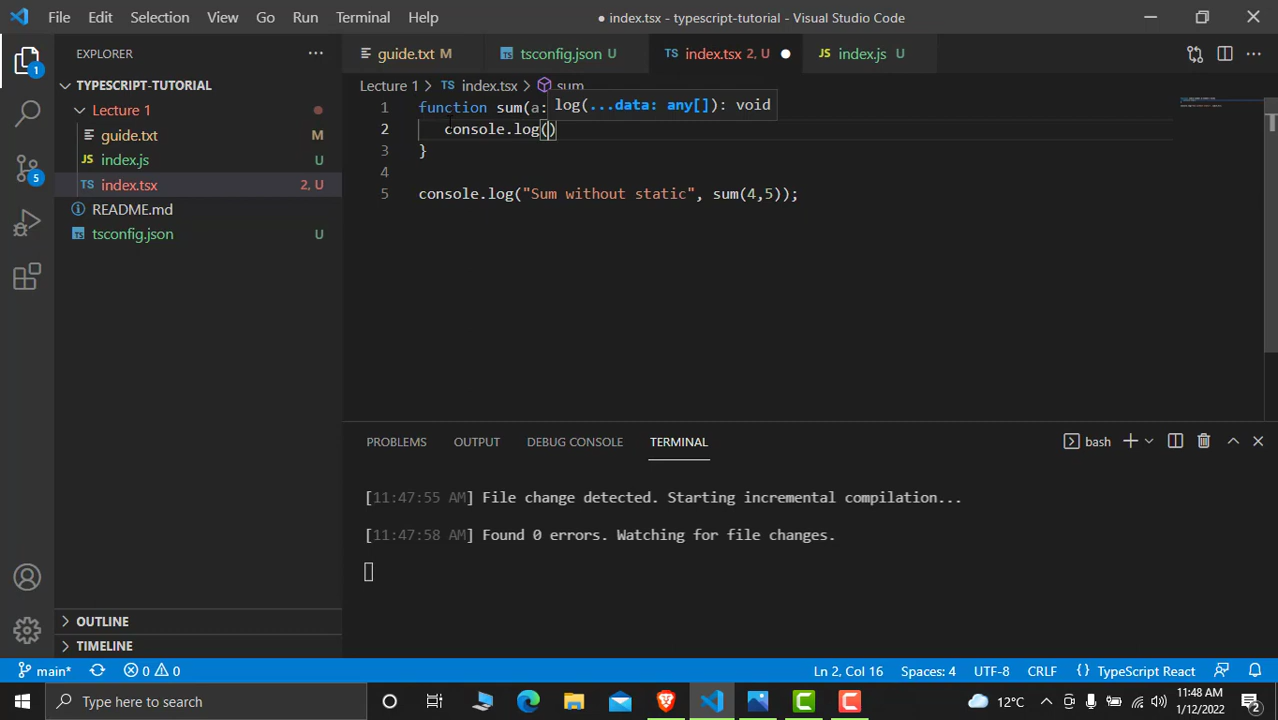 File Edit Selection View Go Run Terminal Help
● index.tsx - typescript-tutorial - Visual Studio Code
EXPLORER
TYPESCRIPT-TUTORIAL
Lecture 1
guide.txt M
index.js U
index.tsx 2, U
README.md
tsconfig.json U
OUTLINE
TIMELINE
1
5
guide.txt M
tsconfig.json U
index.tsx 2, U
index.js U
Lecture 1 > index.tsx > sum
log(...data: any[]): void
1 function sum(a:
2 console.log()
3 }
4
5 console.log("Sum without static", sum(4,5));
PROBLEMS OUTPUT DEBUG CONSOLE TERMINAL
bash
[11:47:55 AM] File change detected. Starting incremental compilation...
[11:47:58 AM] Found 0 errors. Watching for file changes.
main* 0 0
Ln 2, Col 16 Spaces: 4 UTF-8 CRLF {} TypeScript React
Type here to search
12°C
11:48 AM
1/12/2022
2